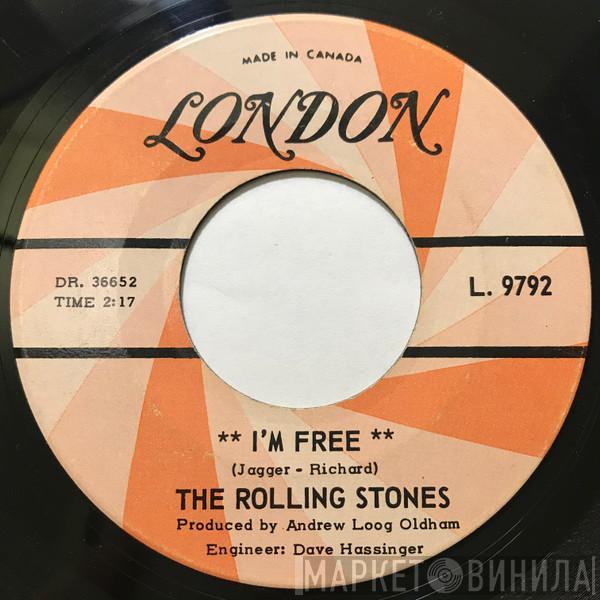 MADE IN CANADA
LONDON
DR. 36652
TIME 2:17
L. 9792
** I'M FREE **
(Jagger - Richard)
THE ROLLING STONES
Produced by Andrew Loog Oldham
Engineer: Dave Hassinger
МАРКЕТ ВИНИЛА